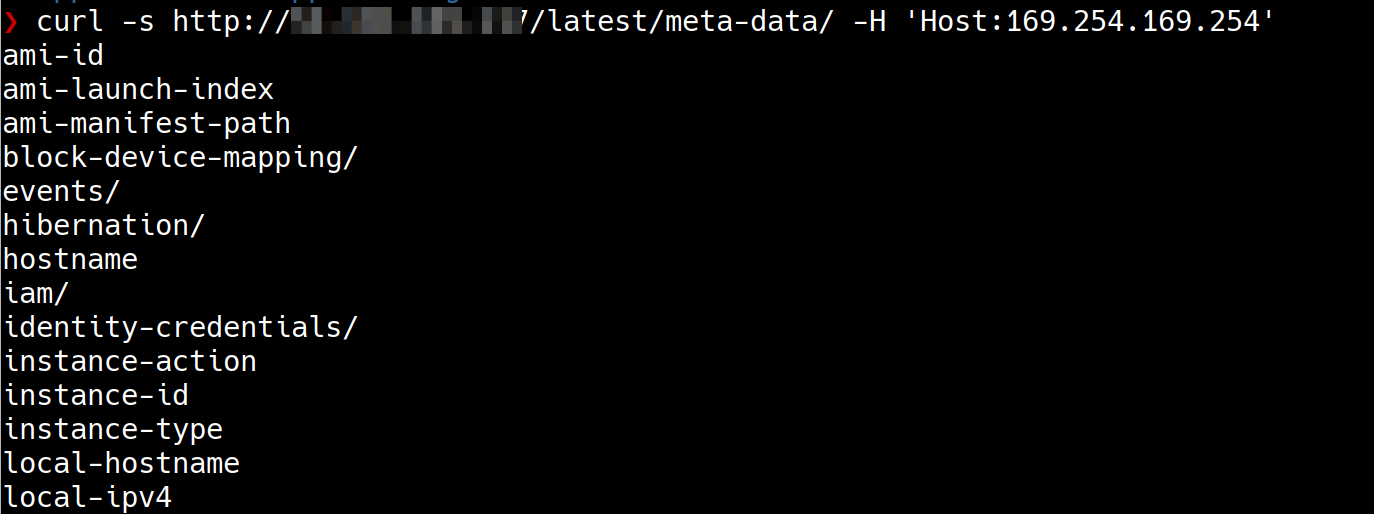 ❯ curl -s http:// 7/latest/meta-data/ -H 'Host:169.254.169.254'
ami-id
ami-launch-index
ami-manifest-path
block-device-mapping/
events/
hibernation/
hostname
iam/
identity-credentials/
instance-action
instance-id
instance-type
local-hostname
local-ipv4